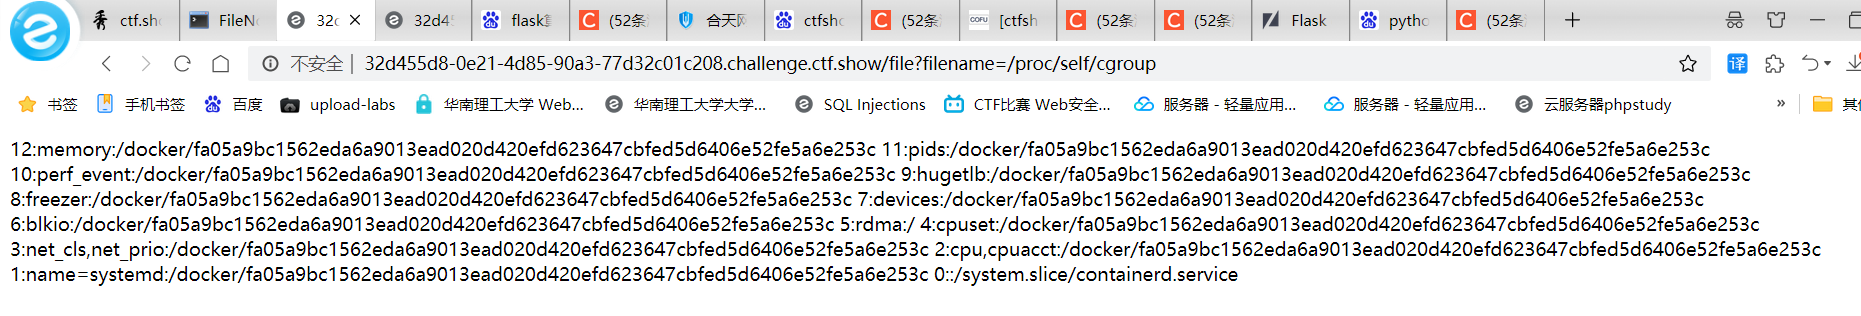 ctf.sh
FileN
32d
32d4
flask
(52条
合天
ctfsh
(52条
COFU
[ctfsh
(52条
(52条
Flask
pytho
(52条
不安全
32d455d8-0e21-4d85-90a3-77d32c01c208.challenge.ctf.show/file?filename=/proc/self/cgroup
译
书签
手机书签
百度
upload-labs
华南理工大学 Web...
华南理工大学大学...
SQL Injections
CTF比赛 Web安全...
服务器 - 轻量应用...
服务器 - 轻量应用...
云服务器phpstudy
»
其
12:memory:/docker/fa05a9bc1562eda6a9013ead020d420efd623647cbfed5d6406e52fe5a6e253c 11:pids:/docker/fa05a9bc1562eda6a9013ead020d420efd623647cbfed5d6406e52fe5a6e253c
10:perf_event:/docker/fa05a9bc1562eda6a9013ead020d420efd623647cbfed5d6406e52fe5a6e253c 9:hugetlb:/docker/fa05a9bc1562eda6a9013ead020d420efd623647cbfed5d6406e52fe5a6e253c
8:freezer:/docker/fa05a9bc1562eda6a9013ead020d420efd623647cbfed5d6406e52fe5a6e253c 7:devices:/docker/fa05a9bc1562eda6a9013ead020d420efd623647cbfed5d6406e52fe5a6e253c
6:blkio:/docker/fa05a9bc1562eda6a9013ead020d420efd623647cbfed5d6406e52fe5a6e253c 5:rdma:/ 4:cpuset:/docker/fa05a9bc1562eda6a9013ead020d420efd623647cbfed5d6406e52fe5a6e253c
3:net_cls,net_prio:/docker/fa05a9bc1562eda6a9013ead020d420efd623647cbfed5d6406e52fe5a6e253c 2:cpu,cpuacct:/docker/fa05a9bc1562eda6a9013ead020d420efd623647cbfed5d6406e52fe5a6e253c
1:name=systemd:/docker/fa05a9bc1562eda6a9013ead020d420efd623647cbfed5d6406e52fe5a6e253c 0::/system.slice/containerd.service